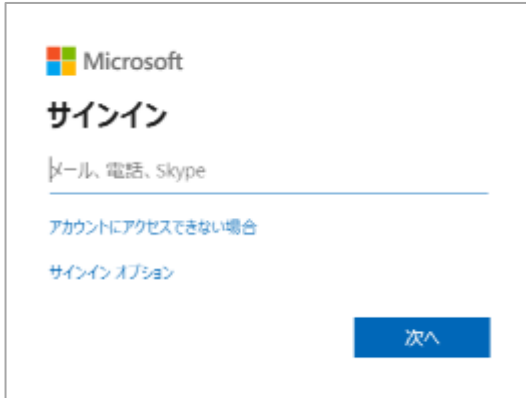 Microsoft
サインイン
メール、電話、Skype
アカウントにアクセスできない場合
サインイン オプション
次へ